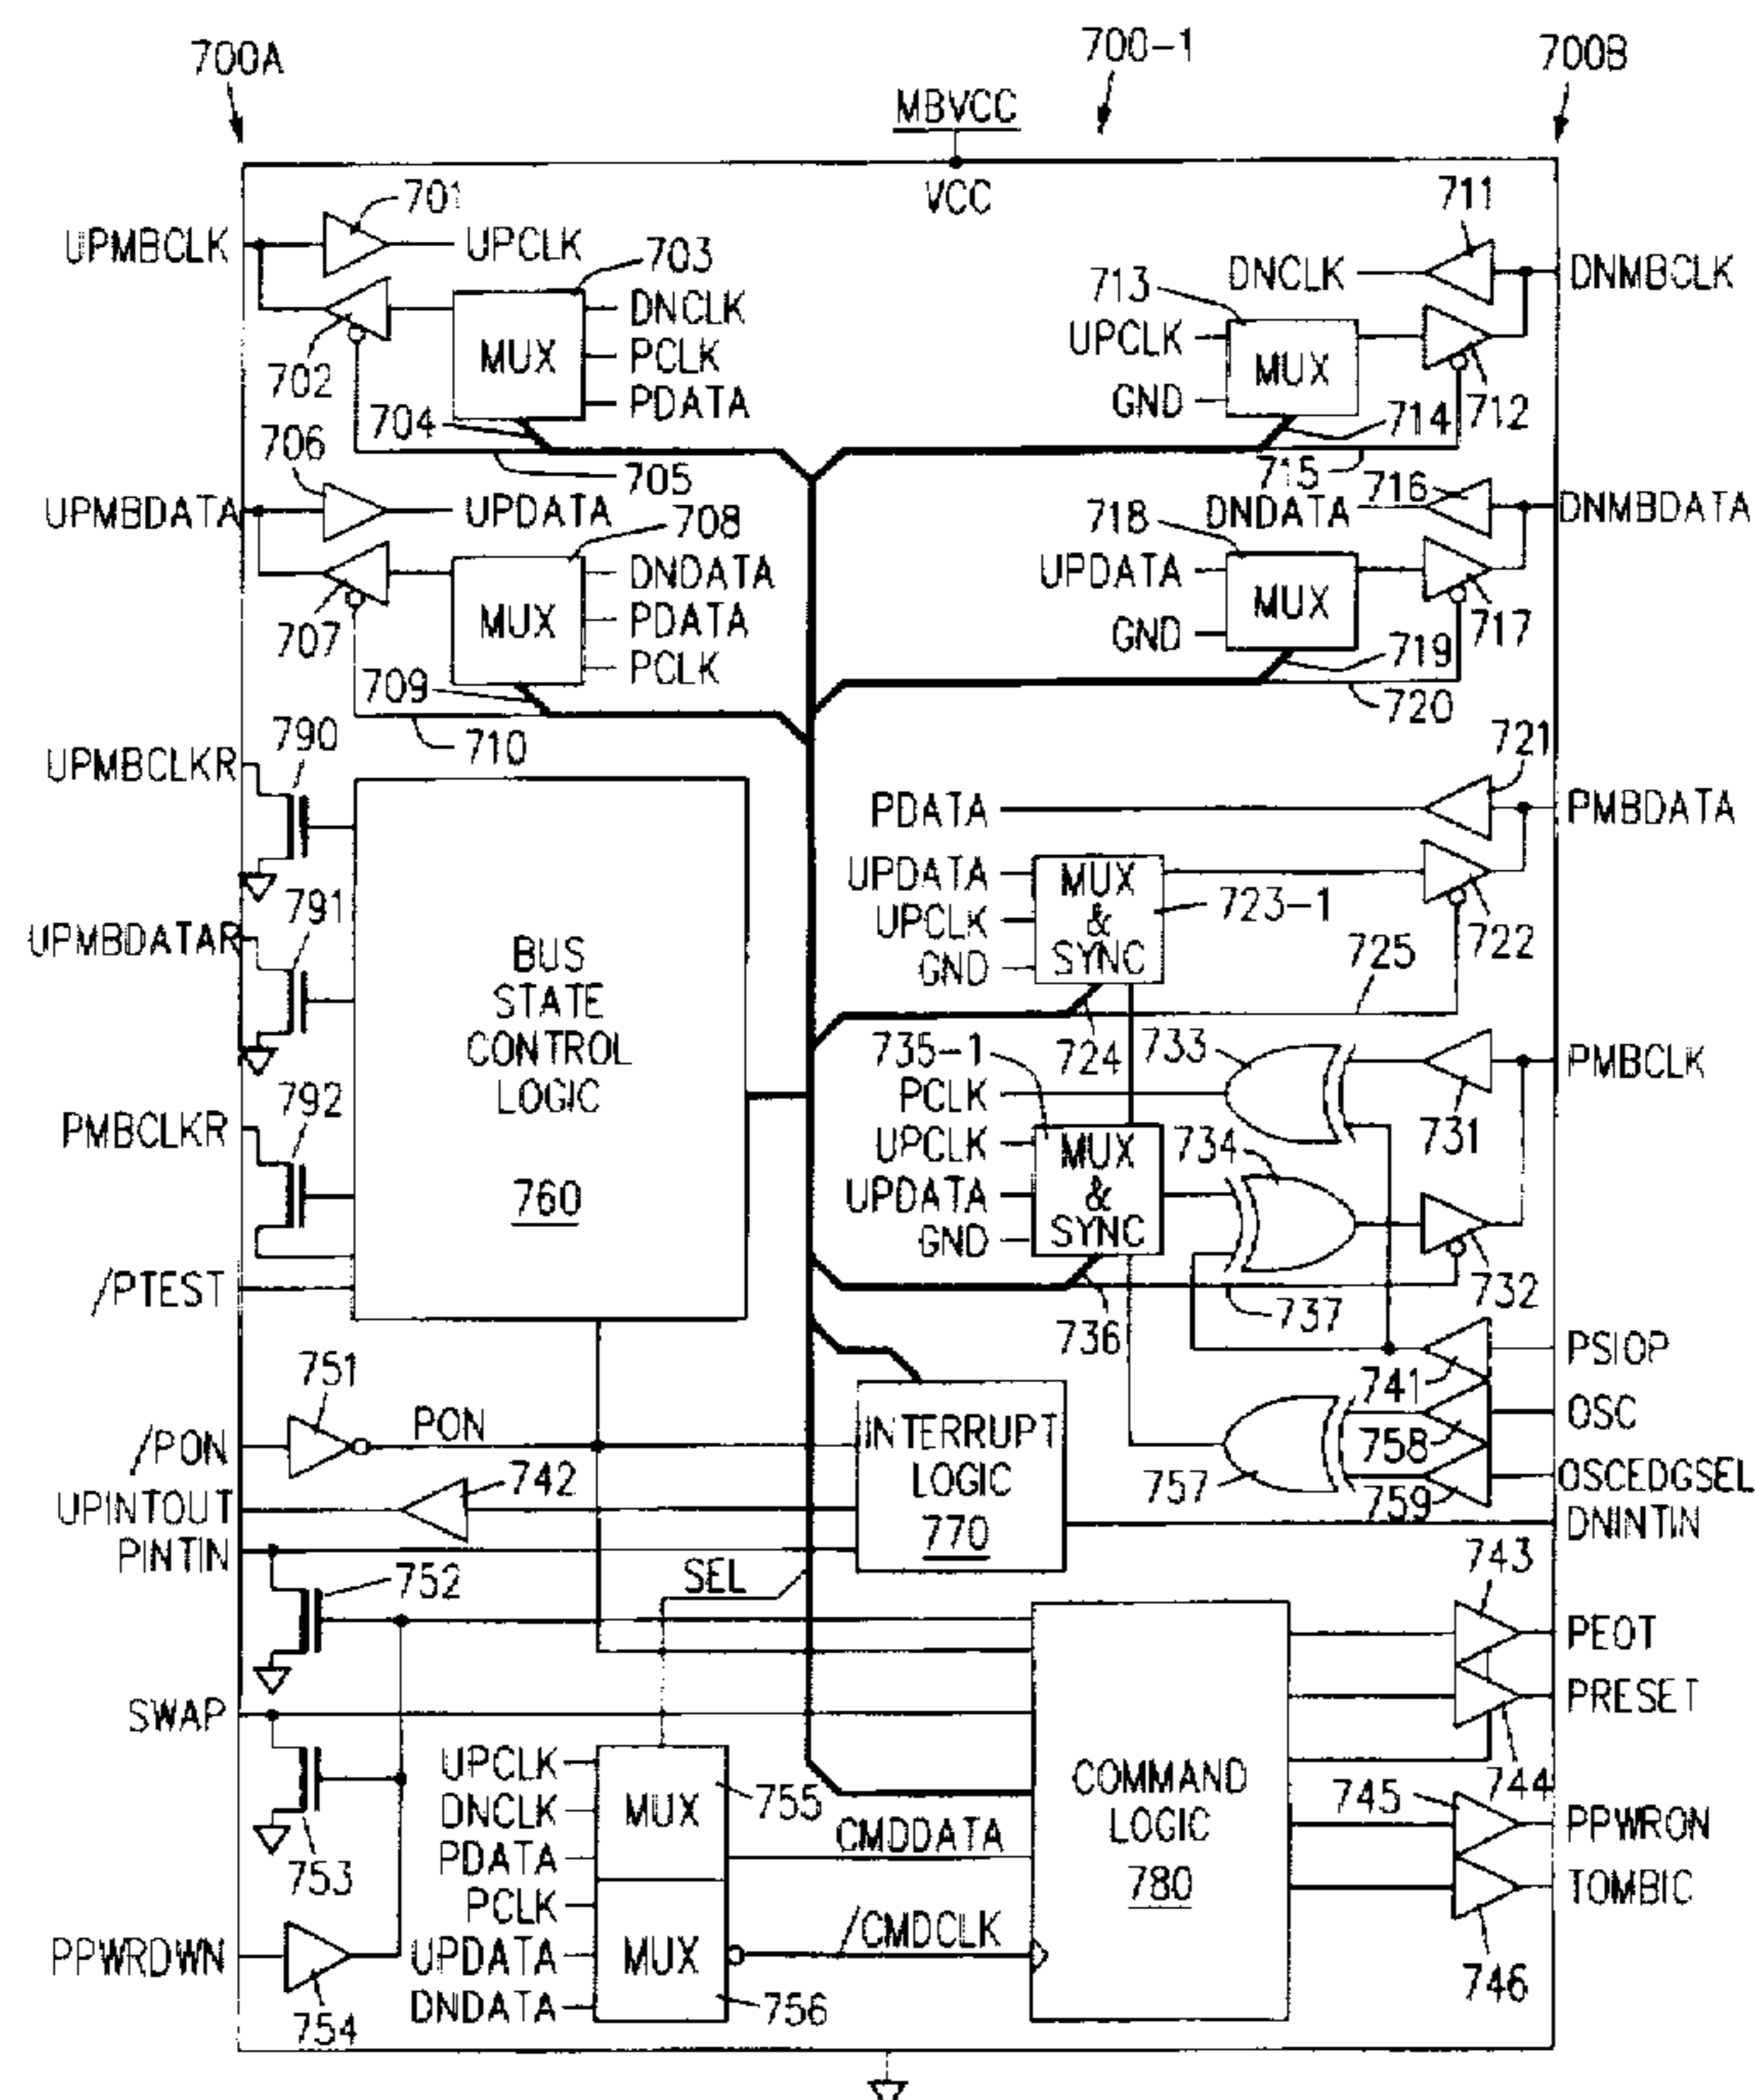 700A
700-1
700B
MBVCC
VCC
701
711
UPMBCLK
UPCLK
703
DNCLK
DNMBCLK
713
DNCLK
UPCLK
MUX
PCLK
MUX
702
PDATA
GND
712
704
714
706
705
715
716
UPMBDATA
UPDATA
708
DNDATA
DNMBDATA
718
DNDATA
UPDATA
MUX
PDATA
MUX
707
PCLK
GND
717
709
719
710
720
790
721
UPMBCLKR
PDATA
PMBDATA
UPDATA
MUX
&
SYNC
723-1
UPCLK
GND
722
791
725
UPMBDATAR
BUS
STATE
CONTROL
LOGIC
760
735-1
724
733
PCLK
PMBCLK
792
731
PMBCLKR
UPCLK
MUX
&
SYNC
734
UPDATA
GND
732
/PTEST
737
736
PSIOP
741
751
PON
OSC
/PON
INTERRUPT
LOGIC
770
758
742
757
OSCEDGSEL
759
UPINTOUT
DNINTIN
PINTIN
752
SEL
743
PEOT
SWAP
PRESET
UPCLK
MUX
755
DNCLK
COMMAND
LOGIC
780
744
745
PPWRON
CMDDATA
PDATA
753
TOMBIC
PCLK
PPWRDWN
UPDATA
MUX
/CMDCLK
DNDATA
756
754
746